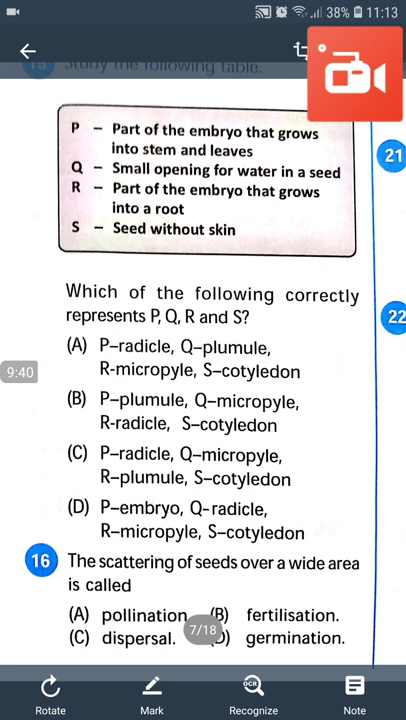 38% 11:13
Study the following table.
P – Part of the embryo that grows
into stem and leaves
Q – Small opening for water in a seed
R – Part of the embryo that grows
into a root
S – Seed without skin
21
Which of the following correctly
represents P, Q, R and S?
22
(A) P–radicle, Q–plumule,
R-micropyle, S–cotyledon
9:40
(B) P–plumule, Q–micropyle,
R-radicle, S–cotyledon
(C) P–radicle, Q–micropyle,
R–plumule, S–cotyledon
(D) P–embryo, Q-radicle,
R–micropyle, S–cotyledon
16 The scattering of seeds over a wide area
is called
(A) pollination (B) fertilisation.
7/18
(C) dispersal. (D) germination.
Rotate Mark OCR Recognize Note